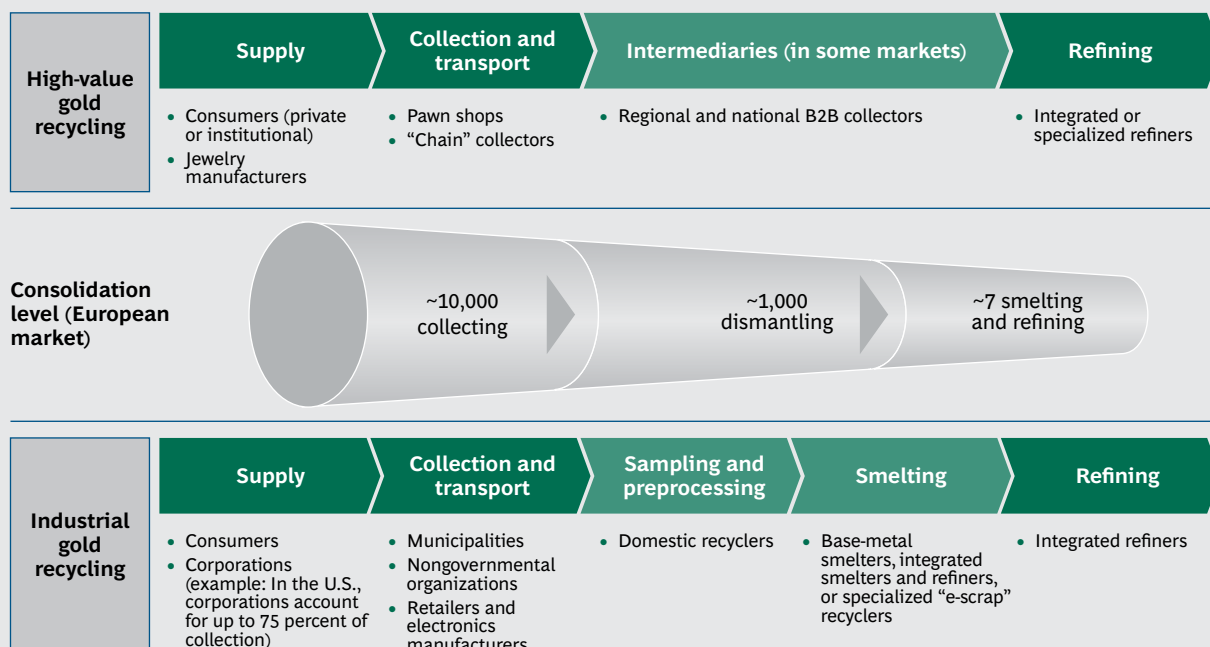 High-value
gold
recycling
Supply
• Consumers (private
or institutional)
• Jewelry
manufacturers
Collection and
transport
• Pawn shops
• “Chain” collectors
Intermediaries (in some markets)
• Regional and national B2B collectors
Refining
• Integrated or
specialized refiners
Consolidation
level (European
market)
~10,000
collecting
~1,000
dismantling
~7 smelting
and refining
Industrial
gold
recycling
Supply
• Consumers
• Corporations
(example: In the U.S.,
corporations account
for up to 75 percent of
collection)
Collection and
transport
• Municipalities
• Nongovernmental
organizations
• Retailers and
electronics
manufacturers
Sampling and
preprocessing
• Domestic recyclers
Smelting
• Base-metal
smelters, integrated
smelters and refiners,
or specialized “e-scrap”
recyclers
Refining
• Integrated refiners